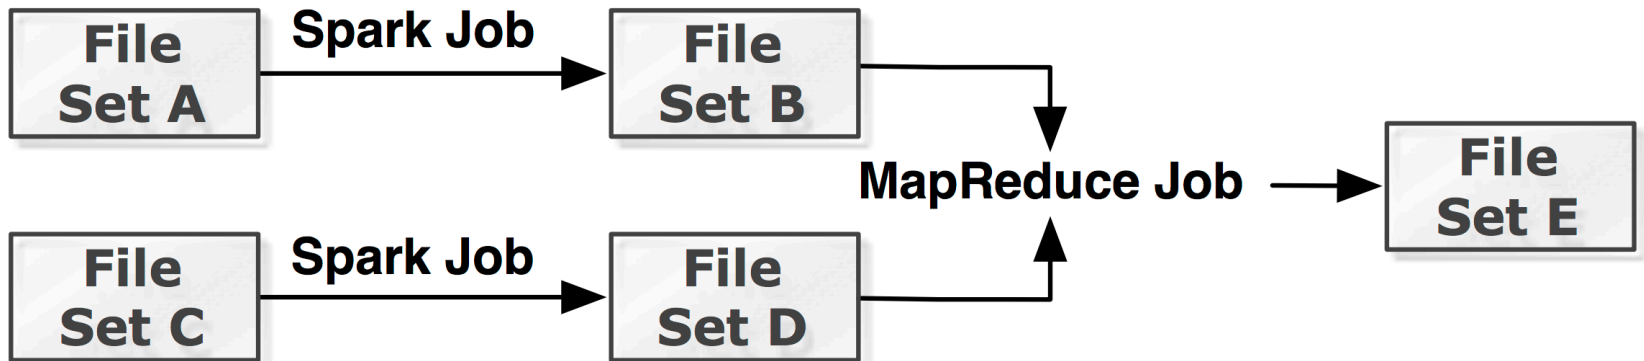 File
Set A
Spark Job
File
Set B
MapReduce Job
File
Set E
File
Set C
Spark Job
File
Set D